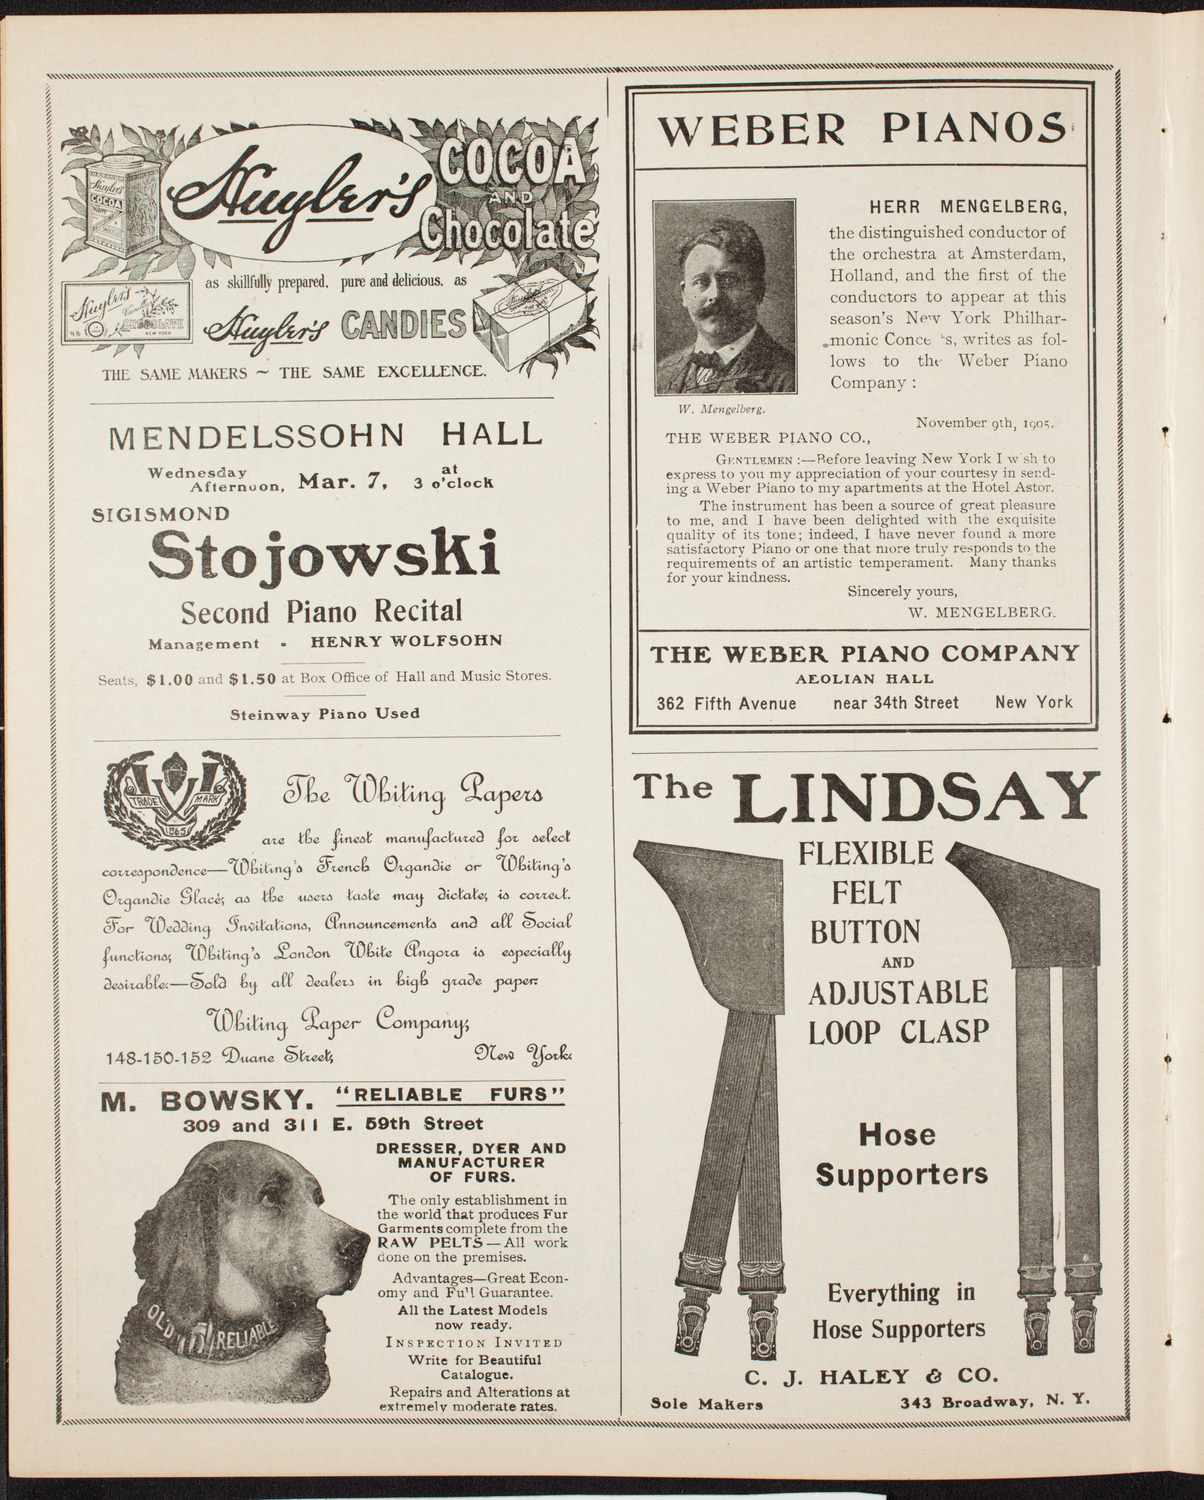 Huyler's
COCOA
AND
Chocolate
Huyler's
COCOA
as skillfully prepared, pure and delicious, as
Huyler's
CHOCOLATE
NEW YORK
Huyler's CANDIES
THE SAME MAKERS ~ THE SAME EXCELLENCE.
MENDELSSOHN HALL
Wednesday
Afternoon, Mar. 7, at
3 o'clock
SIGISMOND
Stojowski
Second Piano Recital
Management - HENRY WOLFSOHN
Seats, $1.00 and $1.50 at Box Office of Hall and Music Stores.
Steinway Piano Used
TRADE MARK
1865
The Whiting Papers
are the finest manufactured for select
correspondence—Whiting's French Organdie or Whiting's
Organdie Glacé; as the users taste may dictate; is correct.
For Wedding Invitations, Announcements and all Social
functions; Whiting's London White Angora is especially
desirable:—Sold by all dealers in high grade paper:
Whiting Paper Company;
148-150-152 Duane Street; New York:
M. BOWSKY. "RELIABLE FURS"
309 and 311 E. 59th Street
OLD RELIABLE
DRESSER, DYER AND
MANUFACTURER
OF FURS.
The only establishment in
the world that produces Fur
Garments complete from the
RAW PELTS—All work
done on the premises.
Advantages—Great Econ-
omy and Full Guarantee.
All the Latest Models
now ready.
INSPECTION INVITED
Write for Beautiful
Catalogue.
Repairs and Alterations at
extremely moderate rates.
WEBER PIANOS
W. Mengelberg.
HERR MENGELBERG,
the distinguished conductor of
the orchestra at Amsterdam,
Holland, and the first of the
conductors to appear at this
season's New York Philhar-
monic Conce s, writes as fol-
lows to the Weber Piano
Company :
November 9th, 1905.
THE WEBER PIANO CO.,
GENTLEMEN :—Before leaving New York I wish to
express to you my appreciation of your courtesy in send-
ing a Weber Piano to my apartments at the Hotel Astor.
The instrument has been a source of great pleasure
to me, and I have been delighted with the exquisite
quality of its tone; indeed, I have never found a more
satisfactory Piano or one that more truly responds to the
requirements of an artistic temperament. Many thanks
for your kindness.
Sincerely yours,
W. MENGELBERG.
THE WEBER PIANO COMPANY
AEOLIAN HALL
362 Fifth Avenue near 34th Street New York
The LINDSAY
FLEXIBLE
FELT
BUTTON
AND
ADJUSTABLE
LOOP CLASP
Hose
Supporters
Everything in
Hose Supporters
C. J. HALEY & CO.
Sole Makers 343 Broadway, N. Y.